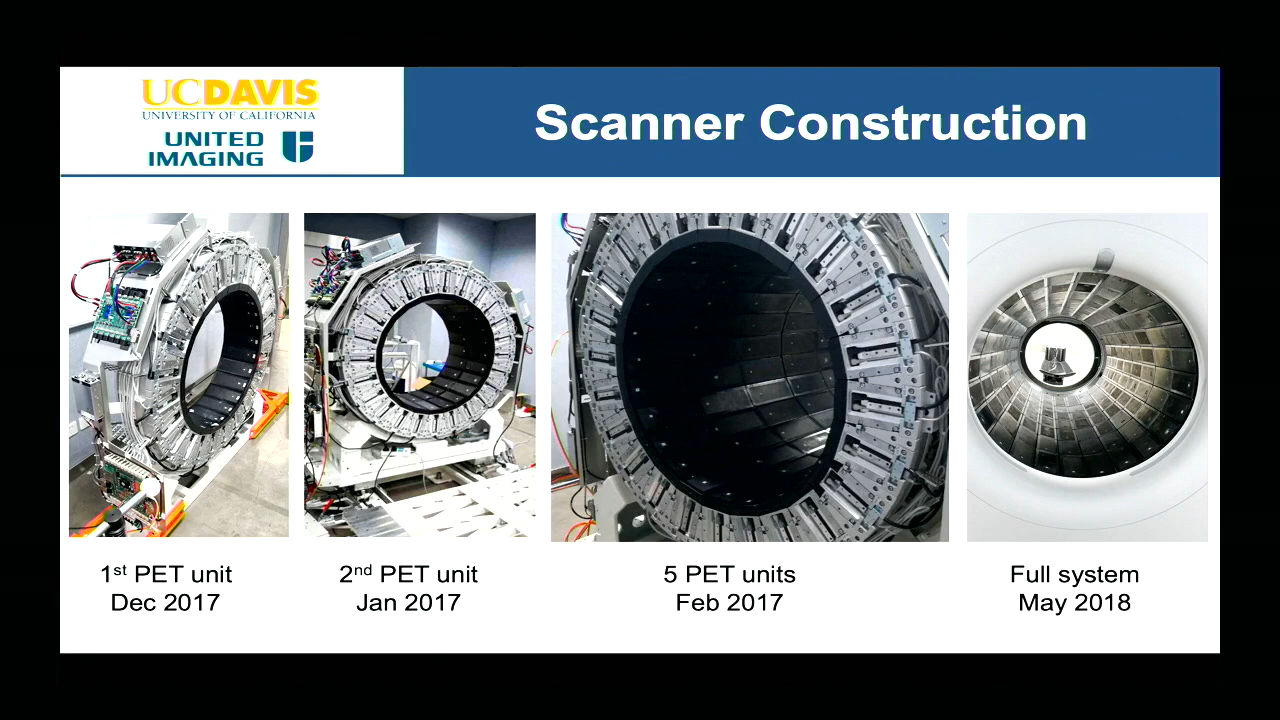 UCDAVIS
UNIVERSITY OF CALIFORNIA
UNITED
IMAGING
Scanner Construction
1st PET unit
Dec 2017
2nd PET unit
Jan 2017
5 PET units
Feb 2017
Full system
May 2018